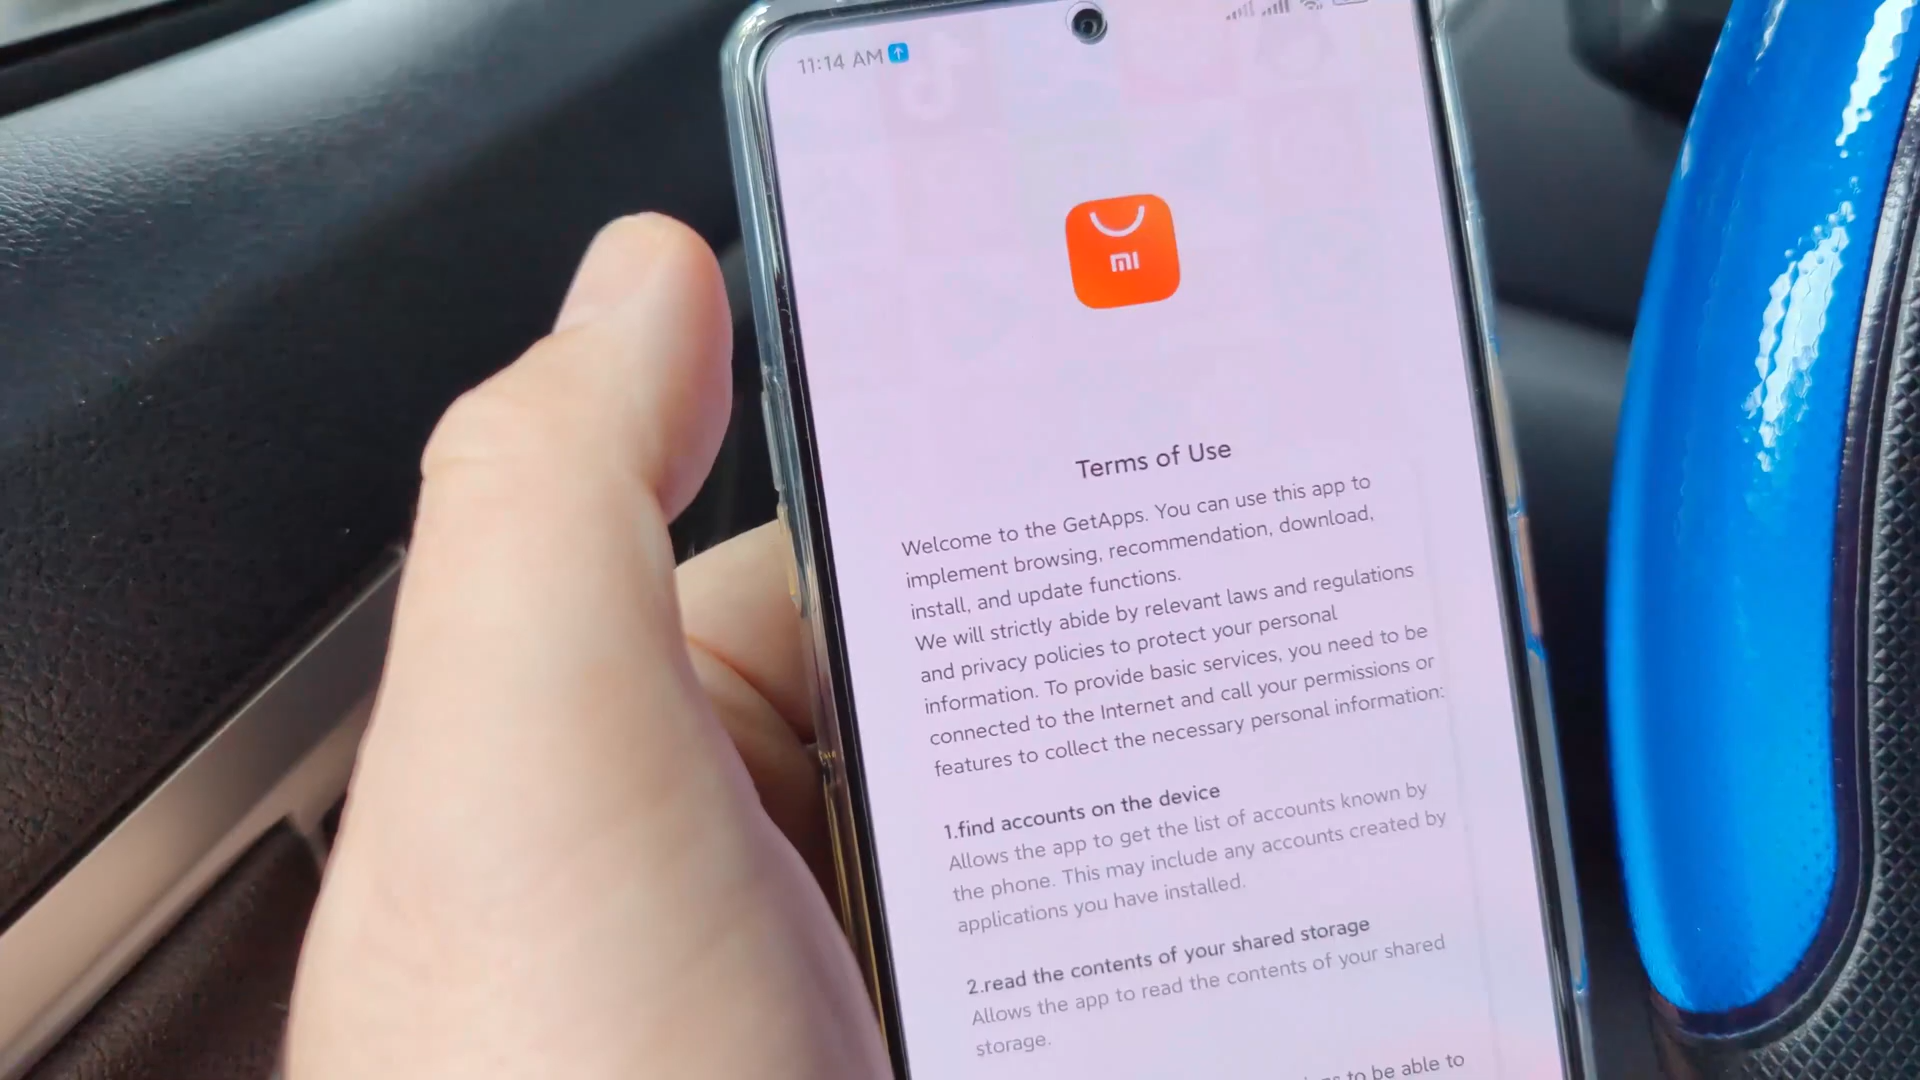 11:14 AM
mi
Terms of Use
Welcome to the GetApps. You can use this app to
implement browsing, recommendation, download,
install, and update functions.
We will strictly abide by relevant laws and regulations
and privacy policies to protect your personal
information. To provide basic services, you need to be
connected to the Internet and call your permissions or
features to collect the necessary personal information:
1.find accounts on the device
Allows the app to get the list of accounts known by
the phone. This may include any accounts created by
applications you have installed.
2.read the contents of your shared storage
Allows the app to read the contents of your shared
storage.
to be able to